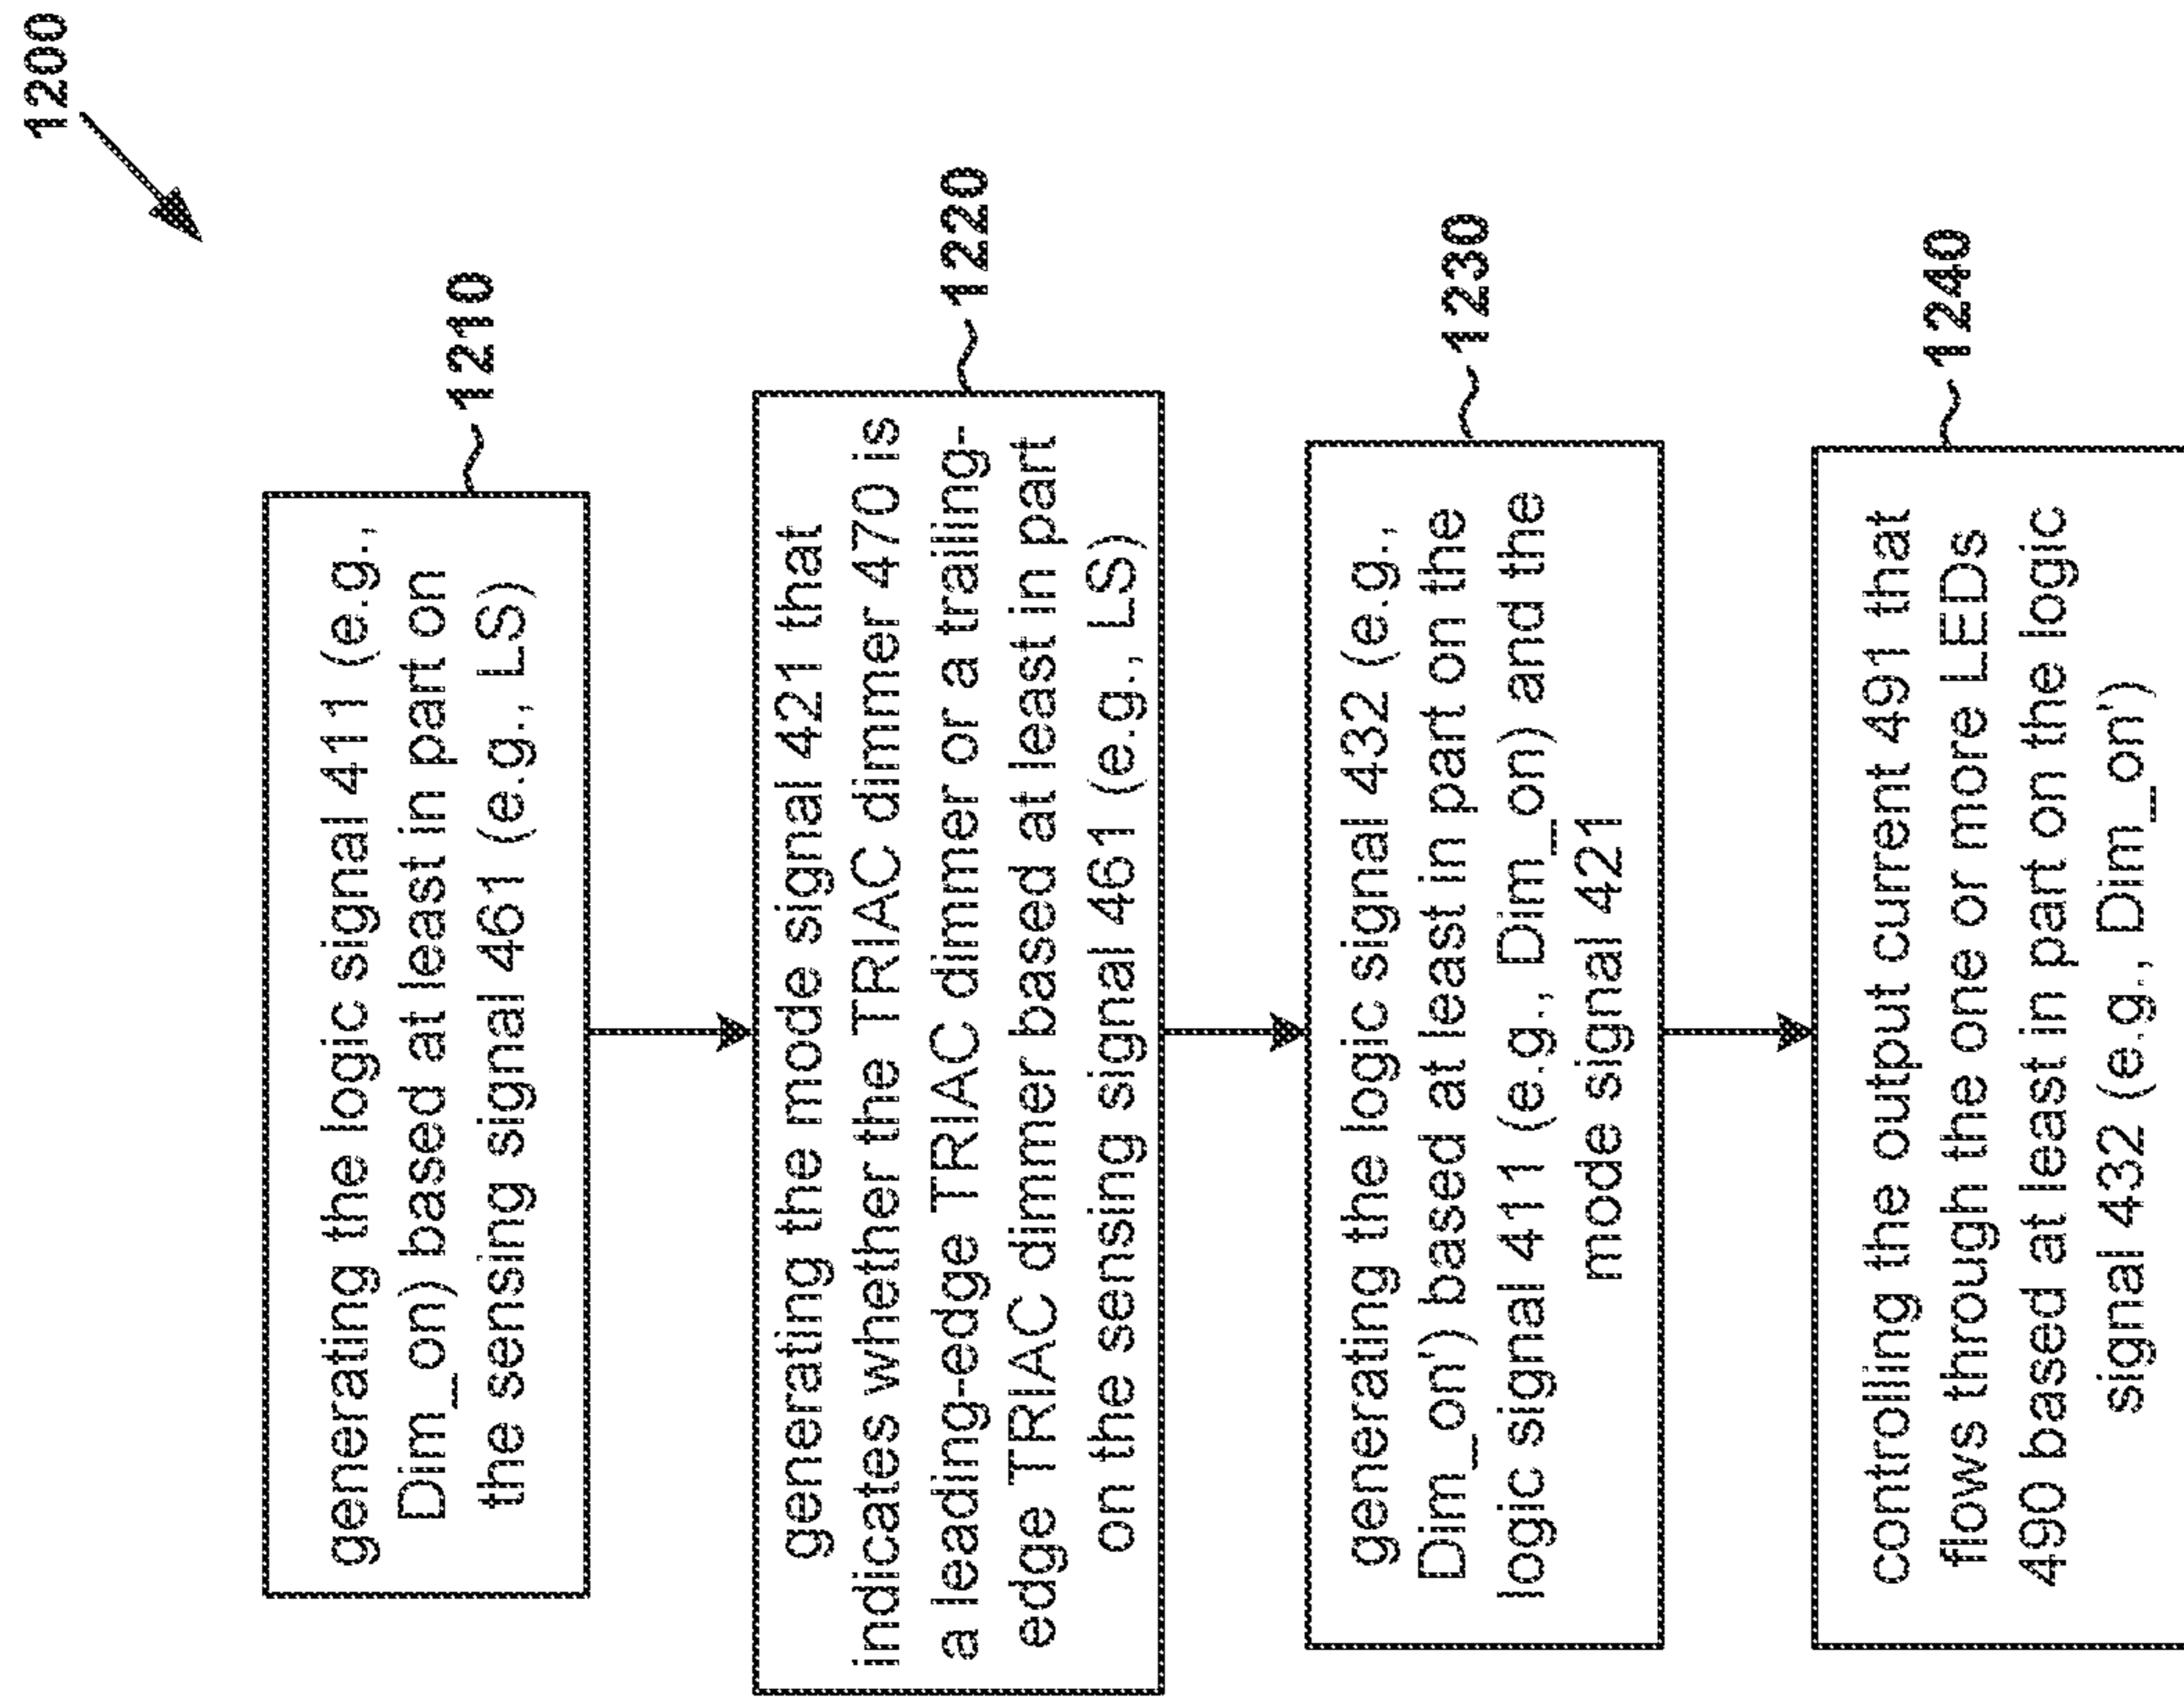 1200
generating the logic signal 411 (e.g.,
Dim_on) based at least in part on
the sensing signal 461 (e.g., LS)
1210
generating the mode signal 421 that
indicates whether the TRIAC dimmer 470 is
a leading-edge TRIAC dimmer or a trailing-
edge TRIAC dimmer based at least in part
on the sensing signal 461 (e.g., LS)
1220
generating the logic signal 432 (e.g.,
Dim_on') based at least in part on the
logic signal 411 (e.g., Dim_on) and the
mode signal 421
1230
controlling the output current 491 that
flows through the one or more LEDs
490 based at least in part on the logic
signal 432 (e.g., Dim_on')
1240